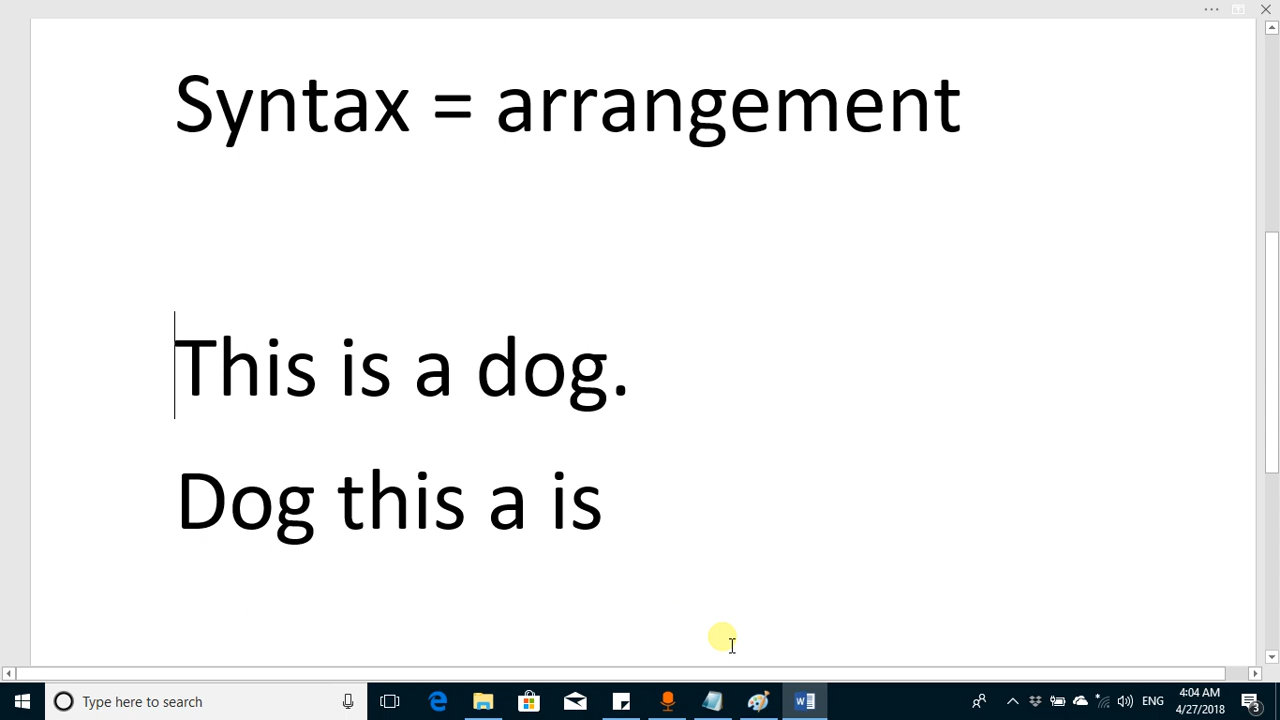 Syntax = arrangement
This is a dog.
Dog this a is
Type here to search
ENG
4:04 AM
4/27/2018
3